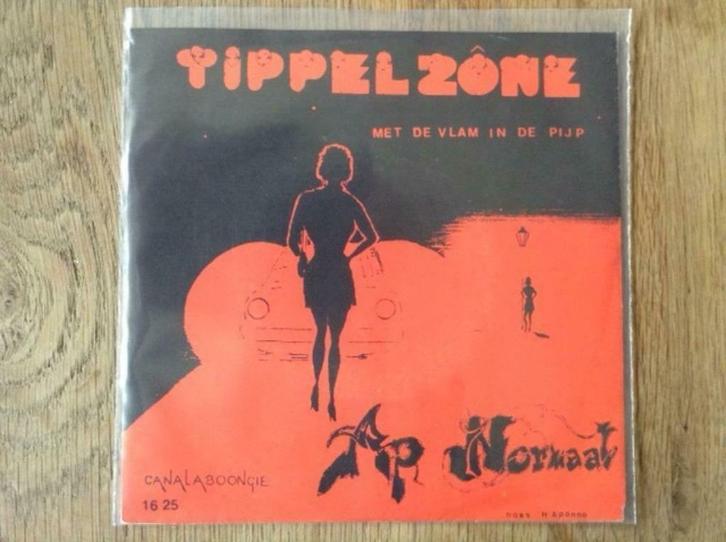 TIPPELZÔNE
MET DE VLAM IN DE PIJP
Ap Normaal
CANALABOONGIE
16 25